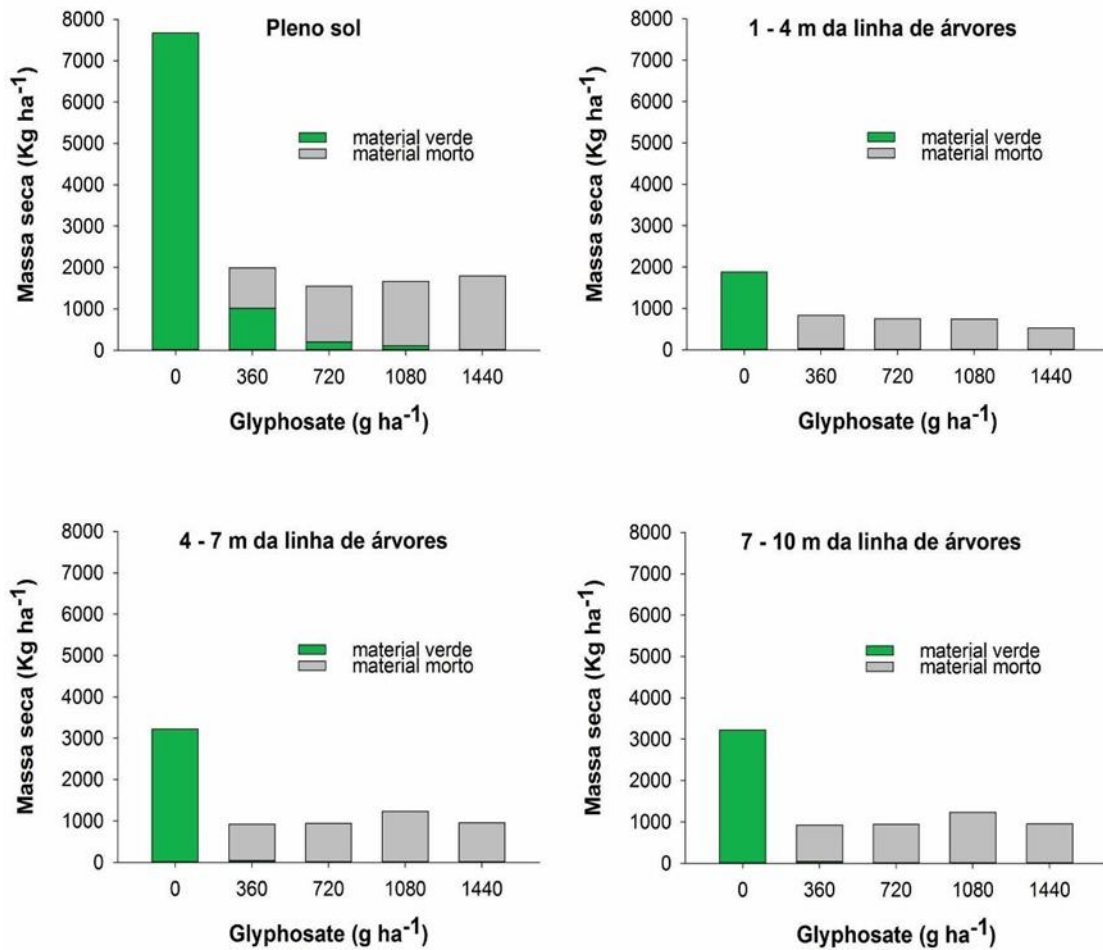 Pleno sol
8000
7000
6000
5000
4000
3000
2000
1000
0
Massa seca (Kg ha-1)
material verde
material morto
0 360 720 1080 1440
Glyphosate (g ha-1)
1 - 4 m da linha de árvores
8000
7000
6000
5000
4000
3000
2000
1000
0
Massa seca (Kg ha-1)
material verde
material morto
0 360 720 1080 1440
Glyphosate (g ha-1)
4 - 7 m da linha de árvores
8000
7000
6000
5000
4000
3000
2000
1000
0
Massa seca (Kg ha-1)
material verde
material morto
0 360 720 1080 1440
Glyphosate (g ha-1)
7 - 10 m da linha de árvores
8000
7000
6000
5000
4000
3000
2000
1000
0
Massa seca (Kg ha-1)
material verde
material morto
0 360 720 1080 1440
Glyphosate (g ha-1)